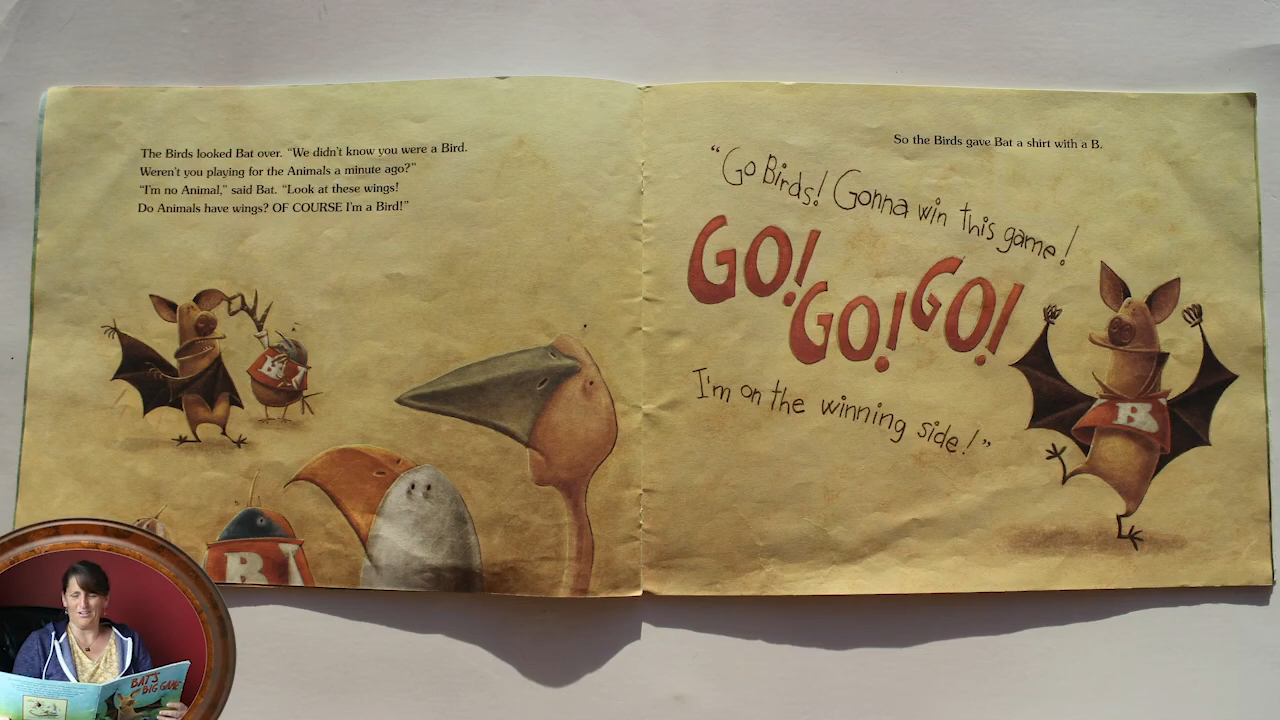 The Birds looked Bat over. “We didn't know you were a Bird.
Weren't you playing for the Animals a minute ago?”
“I'm no Animal,” said Bat. “Look at these wings!
Do Animals have wings? OF COURSE I'm a Bird!”
B
B
So the Birds gave Bat a shirt with a B.
“Go Birds! Gonna win this game!
GO! GO! GO!
I'm on the winning side!”
B
BAT'S
BIG GAME